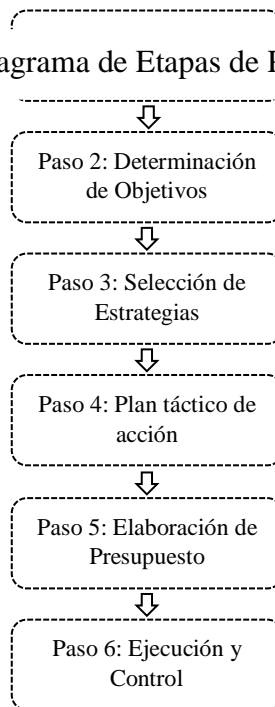 agrama de Etapas de
Paso 2: Determinación
de Objetivos
Paso 3: Selección de
Estrategias
Paso 4: Plan táctico de
acción
Paso 5: Elaboración de
Presupuesto
Paso 6: Ejecución y
Control